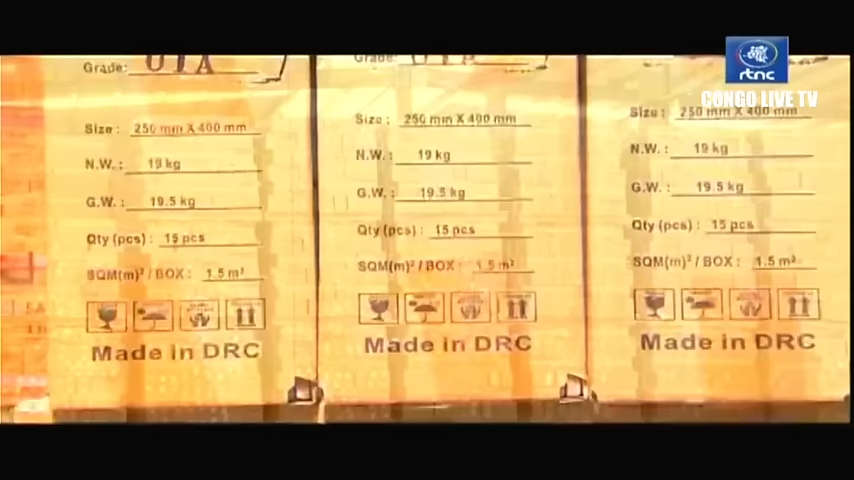 rtnc
CONGO LIVE TV
Grade:
Size : 250 mm X 400 mm
N.W. : 19 kg
G.W. : 19.5 kg
Qty (pcs) : 15 pcs
SQM(m)² / BOX : 1.5 m²
Made in DRC
Grade:
Size : 250 mm X 400 mm
N.W. : 19 kg
G.W. : 19.5 kg
Qty (pcs) : 15 pcs
SQM(m)² / BOX : 1.5 m²
Made in DRC
Size : 250 mm X 400 mm
N.W. : 19 kg
G.W. : 19.5 kg
Qty (pcs) : 15 pcs
SQM(m)² / BOX : 1.5 m²
Made in DRC